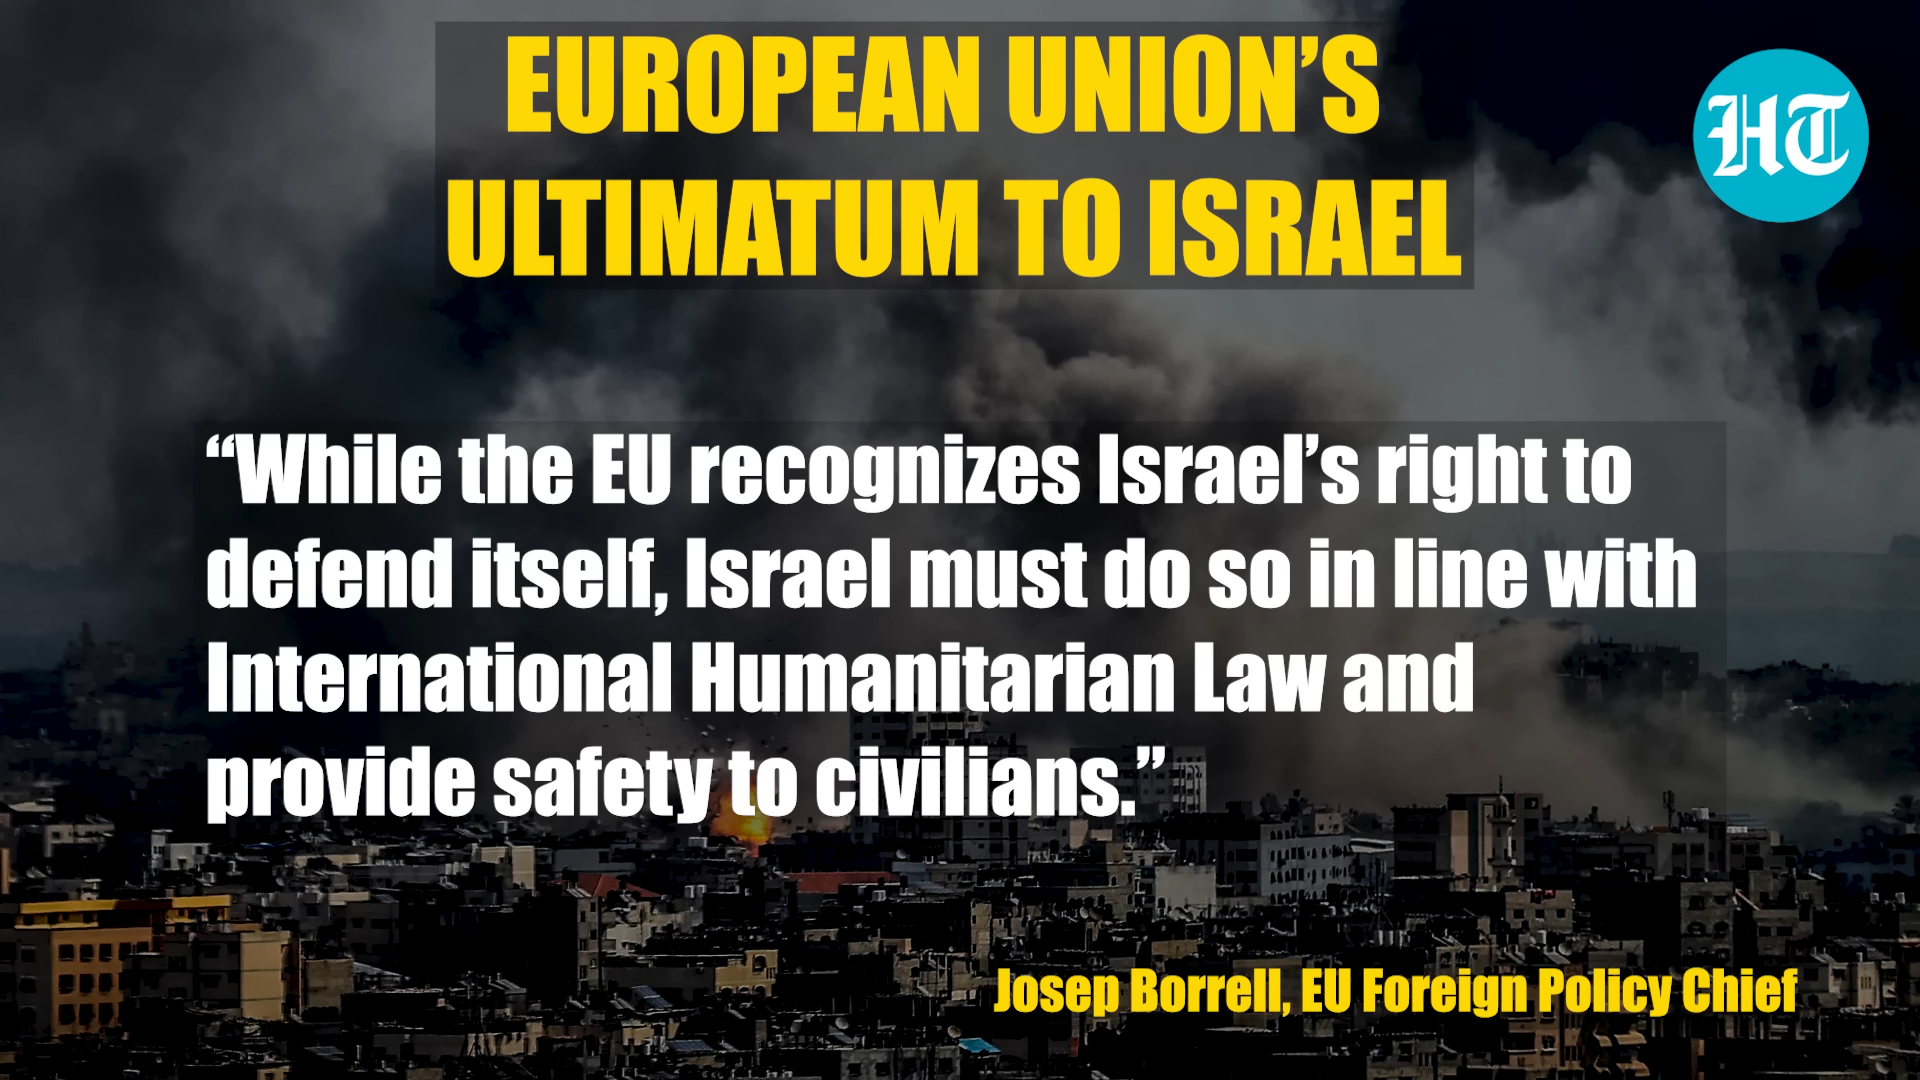 EUROPEAN UNION’S
ULTIMATUM TO ISRAEL
HT
“While the EU recognizes Israel’s right to
defend itself, Israel must do so in line with
International Humanitarian Law and
provide safety to civilians.”
Josep Borrell, EU Foreign Policy Chief